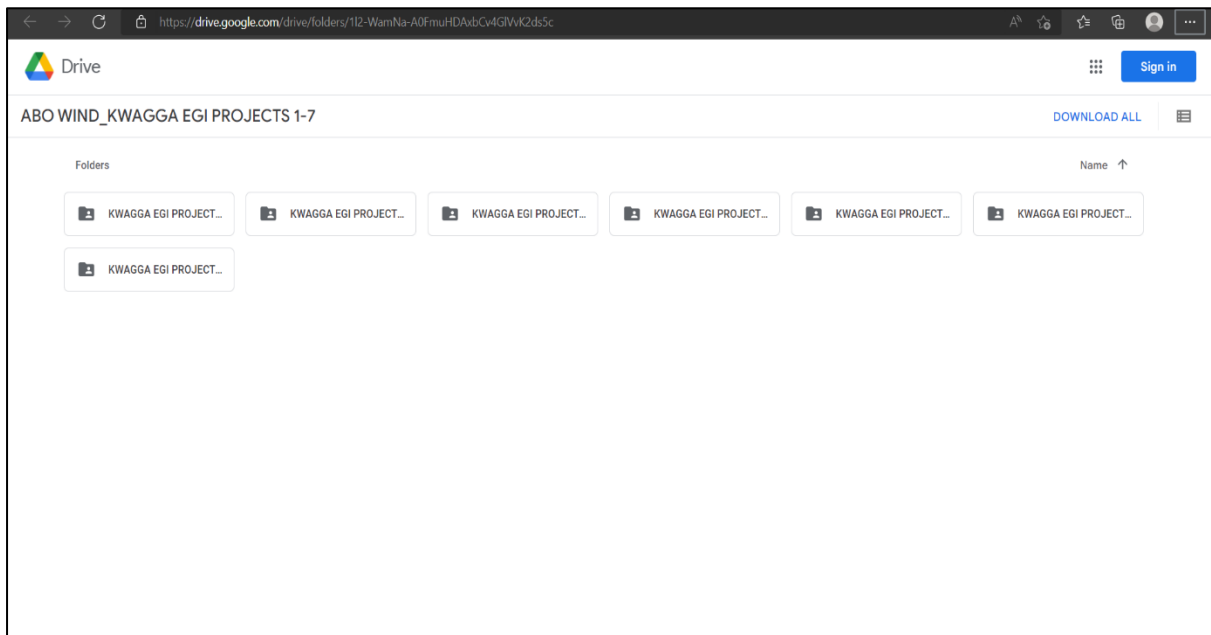 https://drive.google.com/drive/folders/1l2-WamNa-A0FmuHDAxbCv4GlVvK2ds5c
Drive
Sign in
ABO WIND_KWAGGA EGI PROJECTS 1-7
DOWNLOAD ALL
Folders
Name
KWAGGA EGI PROJECT... KWAGGA EGI PROJECT... KWAGGA EGI PROJECT... KWAGGA EGI PROJECT... KWAGGA EGI PROJECT... KWAGGA EGI PROJECT...
KWAGGA EGI PROJECT...